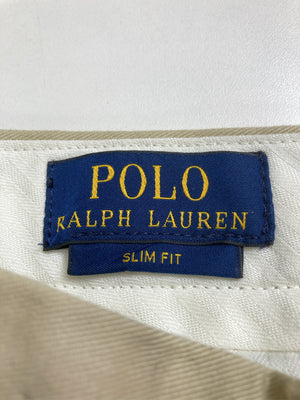 POLO
RALPH LAUREN
SLIM FIT